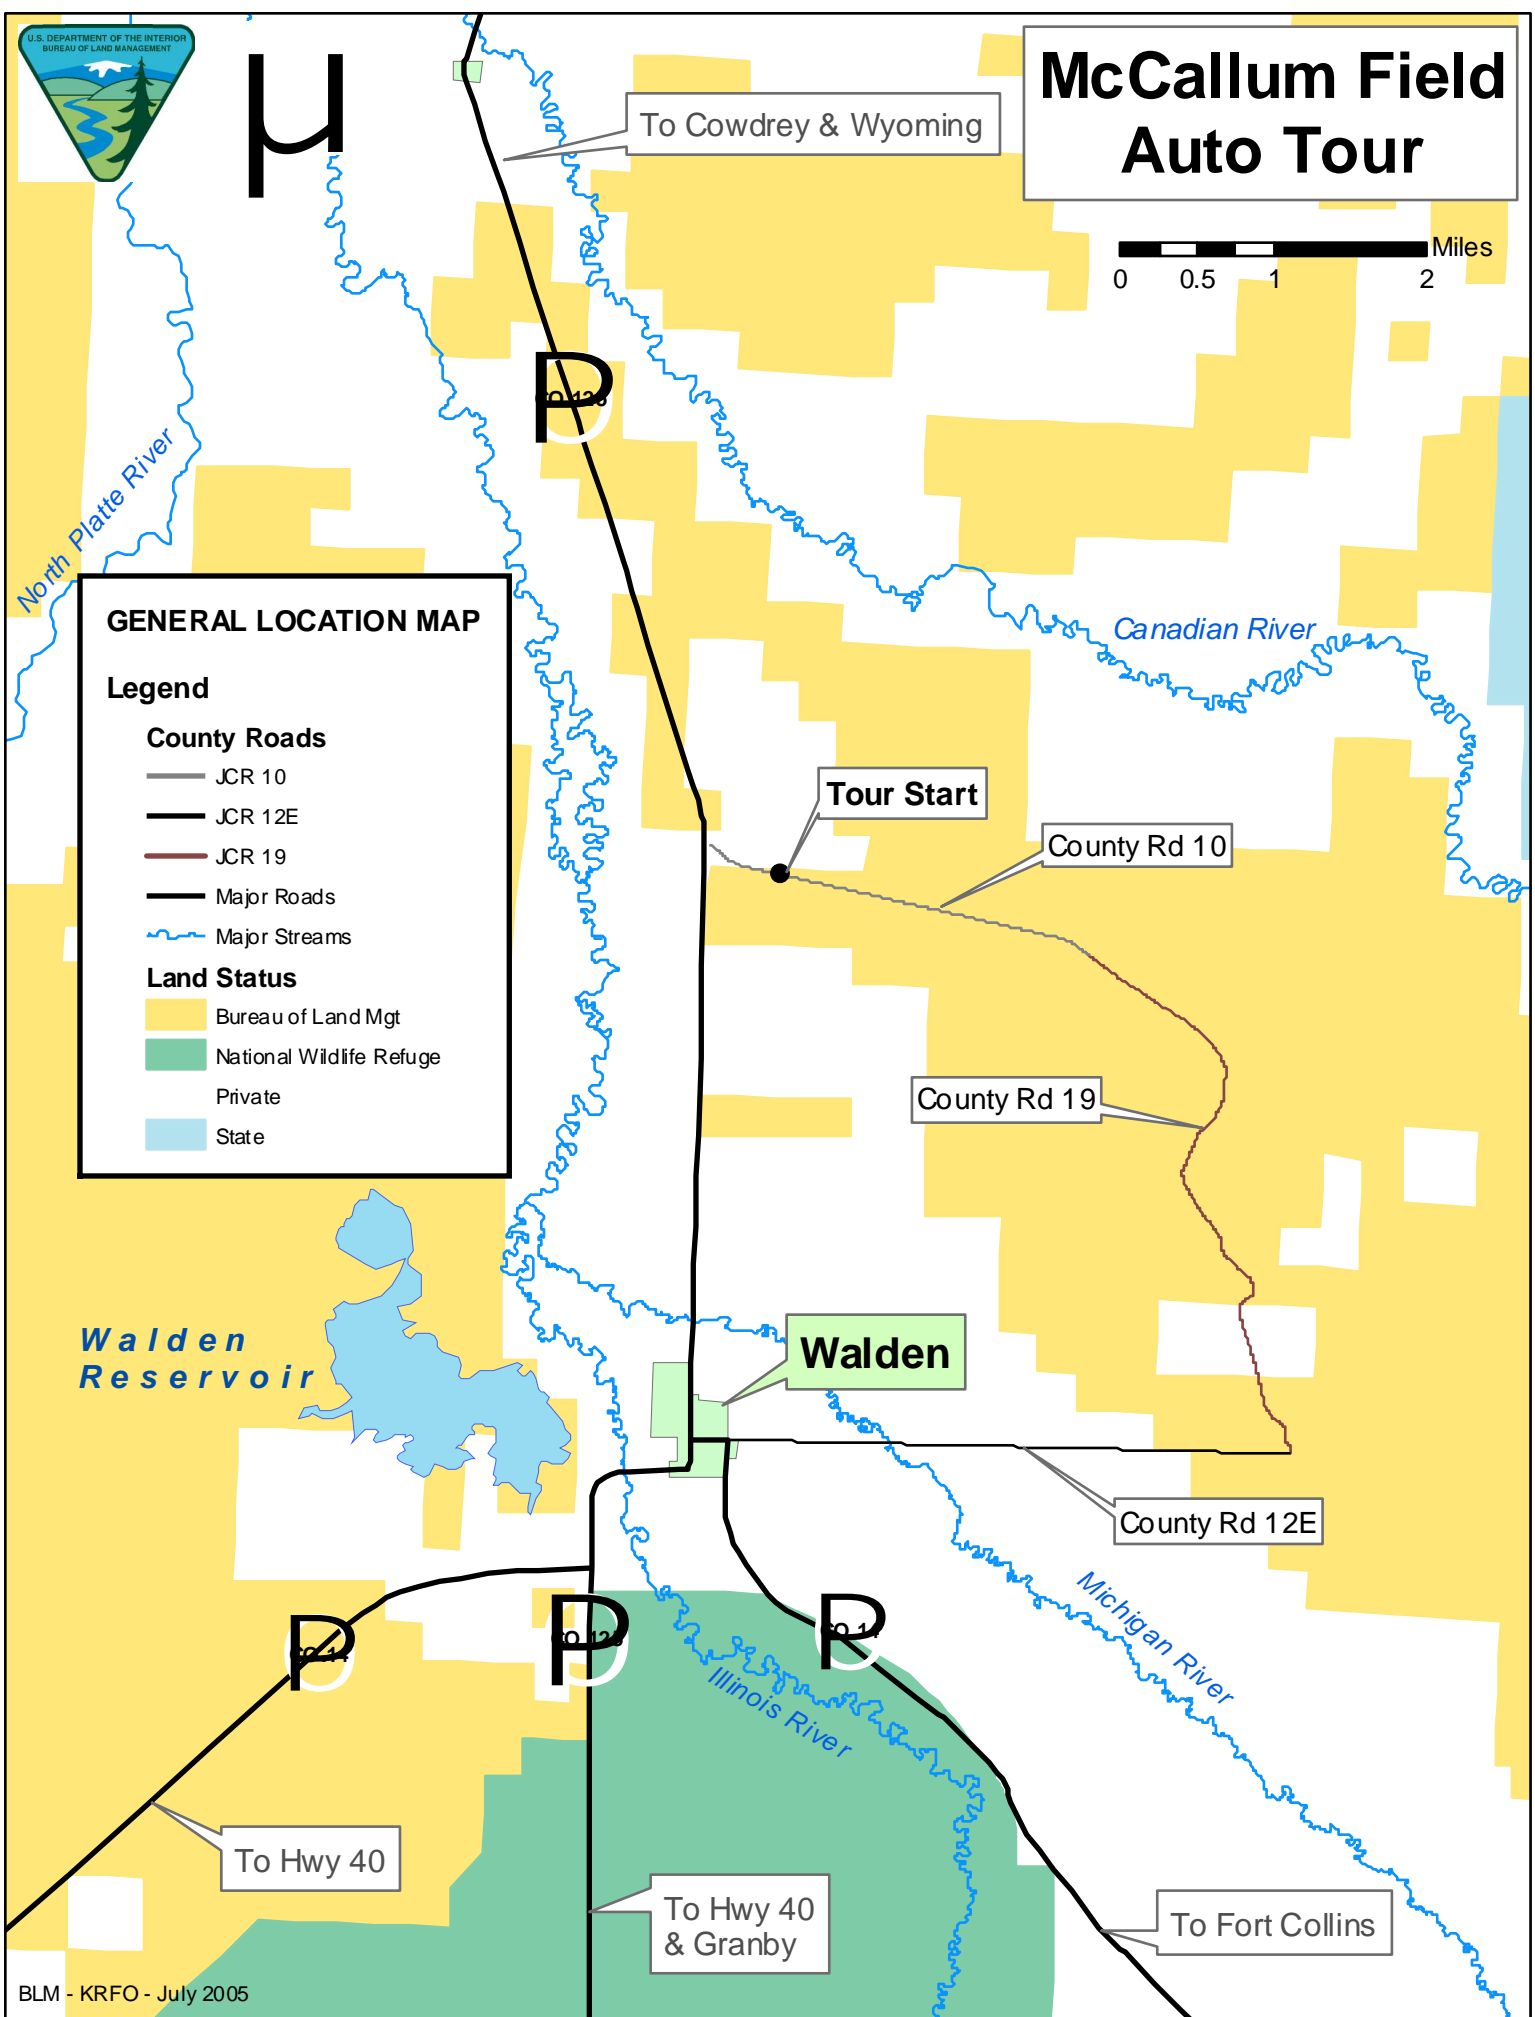 U.S. DEPARTMENT OF THE INTERIOR
BUREAU OF LAND MANAGEMENT
µ
McCallum Field
Auto Tour
To Cowdrey & Wyoming
Miles
0 0.5 1 2
P
North Platte River
Canadian River
GENERAL LOCATION MAP
Legend
County Roads
JCR 10
JCR 12E
JCR 19
Major Roads
Major Streams
Land Status
Bureau of Land Mgt
National Wildlife Refuge
Private
State
Tour Start
County Rd 10
County Rd 19
Walden
Reservoir
Walden
County Rd 12E
Michigan River
Illinois River
P
CO 14
P
P
CO 14
To Hwy 40
To Hwy 40
& Granby
To Fort Collins
BLM - KRFO - July 2005